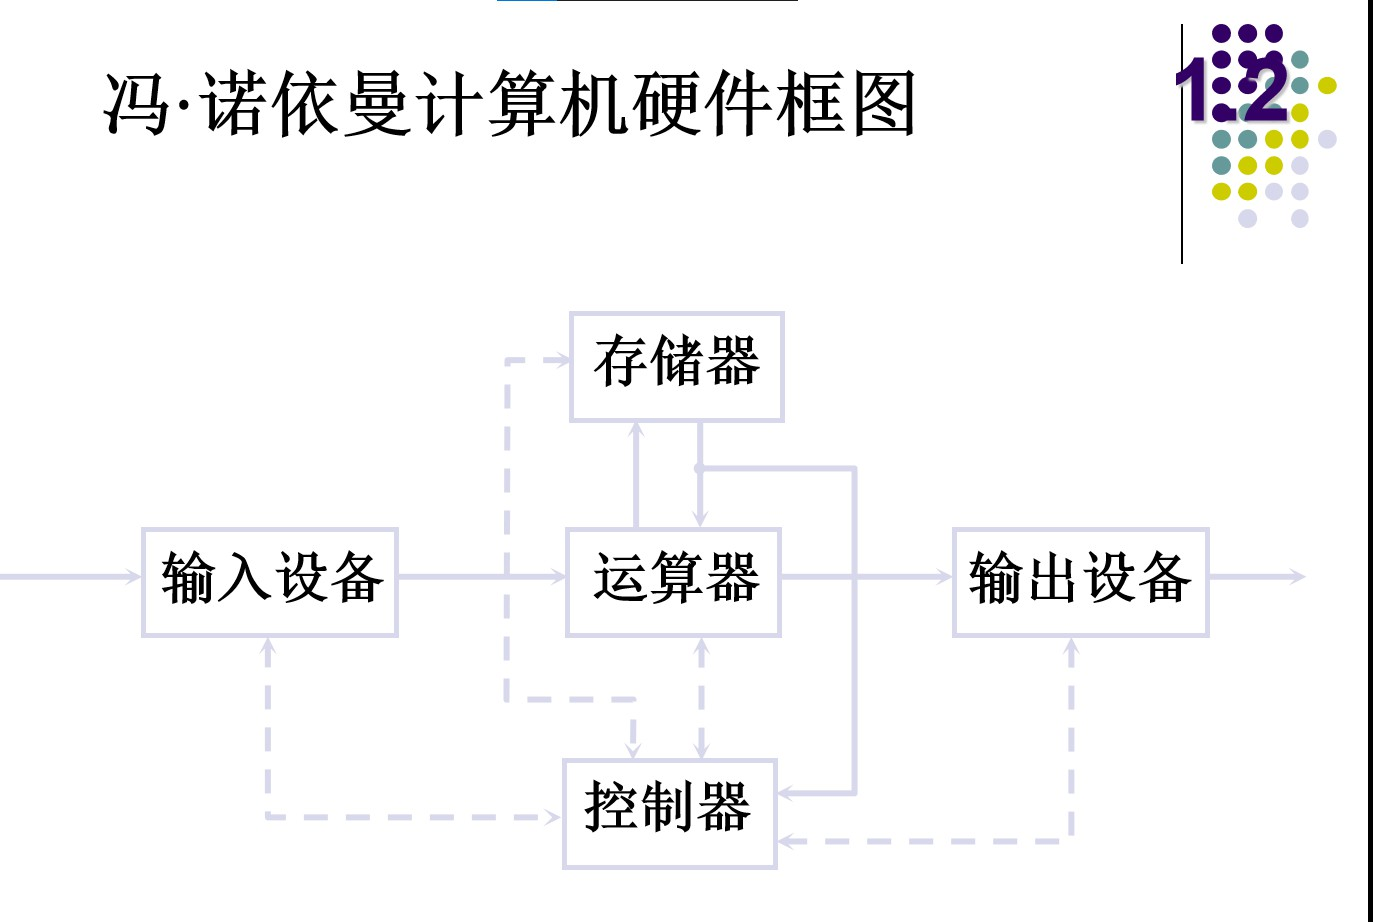 冯·诺依曼计算机硬件框图
1.2
存储器
输入设备
运算器
输出设备
控制器